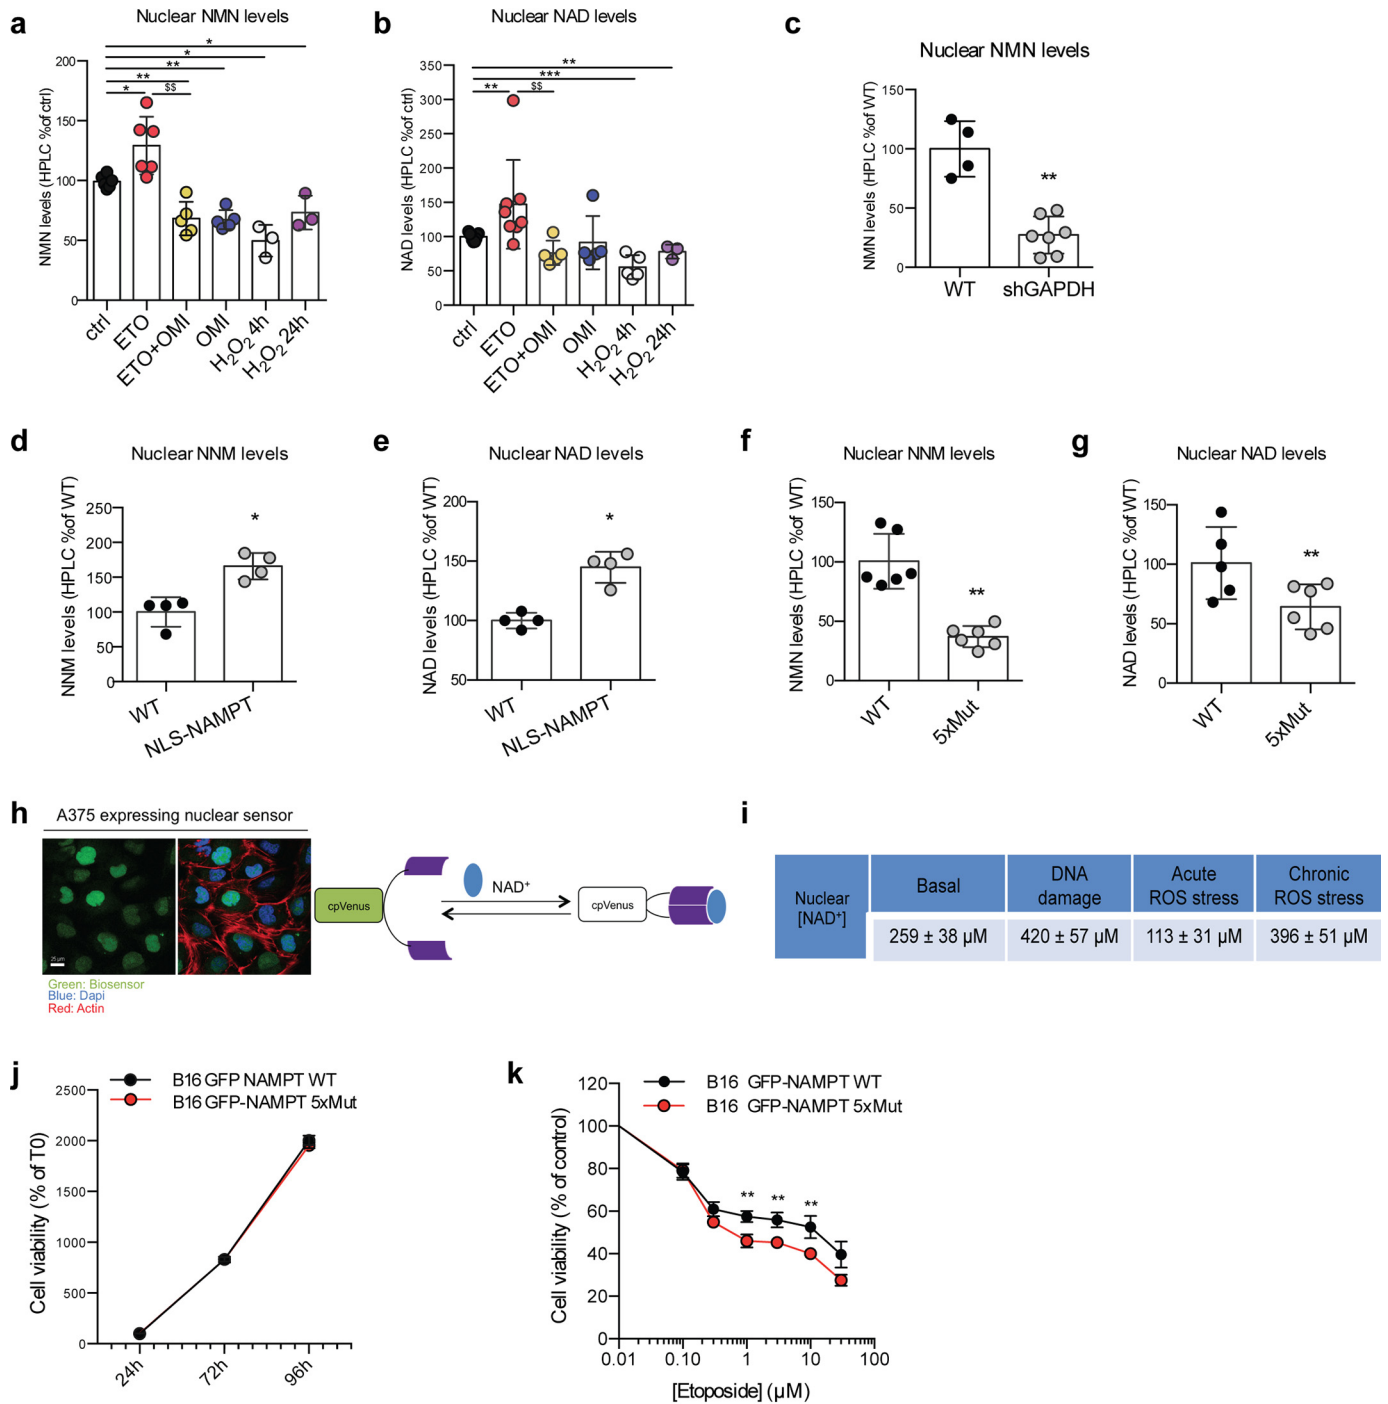 a
Nuclear NMN levels
NMN levels (HPLC %of ctrl)
200
150
100
50
0
*
*
**
**
*
$$
ctrl
ETO
ETO+OMI
OMI
H2O2 4h
H2O2 24h
b
Nuclear NAD levels
NAD levels (HPLC %of ctrl)
350
300
250
200
150
100
50
0
**
***
**
$$
ctrl
ETO
ETO+OMI
OMI
H2O2 4h
H2O2 24h
c
Nuclear NMN levels
NMN levels (HPLC %of WT)
150
100
50
0
**
WT
shGAPDH
d
Nuclear NNM levels
NNM levels (HPLC %of WT)
250
200
150
100
50
0
*
WT
NLS-NAMPT
e
Nuclear NAD levels
NAD levels (HPLC %of WT)
200
150
100
50
*
WT
NLS-NAMPT
f
Nuclear NNM levels
NMN levels (HPLC %of WT)
150
100
50
0
**
WT
5xMut
g
Nuclear NAD levels
NAD levels (HPLC %of WT)
150
100
50
0
**
WT
5xMut
h
A375 expressing nuclear sensor
25 µm
Green: Biosensor
Blue: Dapi
Red: Actin
cpVenus
NAD+
cpVenus
i
Nuclear
[NAD+]
Basal
DNA
damage
Acute
ROS stress
Chronic
ROS stress
259 ± 38 µM
420 ± 57 µM
113 ± 31 µM
396 ± 51 µM
j
B16 GFP NAMPT WT
B16 GFP-NAMPT 5xMut
Cell viability (% of T0)
2500
2000
1500
1000
500
0
24h
72h
96h
k
B16 GFP-NAMPT WT
B16 GFP-NAMPT 5xMut
Cell viability (% of control)
120
100
80
60
40
20
0
**
**
**
0.01
0.10
1
10
100
[Etoposide] (µM)